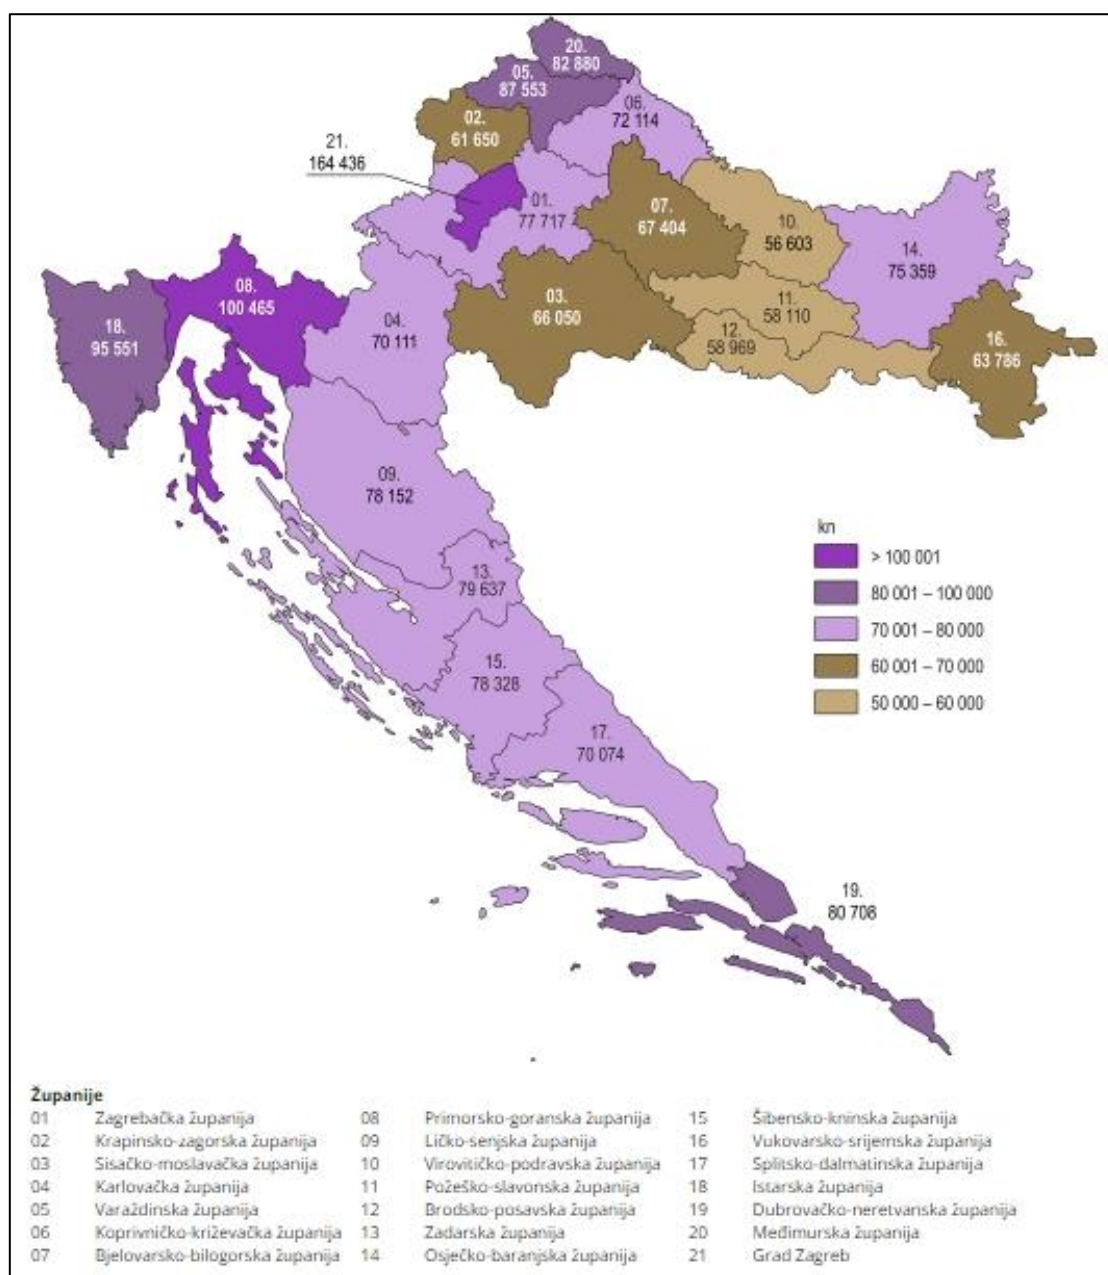 20.
82 880
05.
87 553
06.
72 114
02.
61 650
21.
164 436
01.
77 717
07.
67 404
10.
56 603
14.
75 359
08.
100 465
03.
66 050
11.
58 110
18.
95 551
04.
70 111
12.
58 969
16.
63 786
09.
78 152
kn
> 100 001
80 001 – 100 000
70 001 – 80 000
60 001 – 70 000
50 000 – 60 000
13.
79 637
15.
78 328
17.
70 074
19.
80 708
Županije
01 Zagrebačka županija
02 Krapinsko-zagorska županija
03 Sisačko-moslavačka županija
04 Karlovačka županija
05 Varaždinska županija
06 Koprivničko-križevačka županija
07 Bjelovarsko-bilogorska županija
08 Primorsko-goranska županija
09 Ličko-senjska županija
10 Virovitičko-podravska županija
11 Požeško-slavonska županija
12 Brodsko-posavska županija
13 Zadarska županija
14 Osječko-baranjska županija
15 Šibensko-kninska županija
16 Vukovarsko-srijemska županija
17 Splitsko-dalmatinska županija
18 Istarska županija
19 Dubrovačko-neretvanska županija
20 Međimurska županija
21 Grad Zagreb